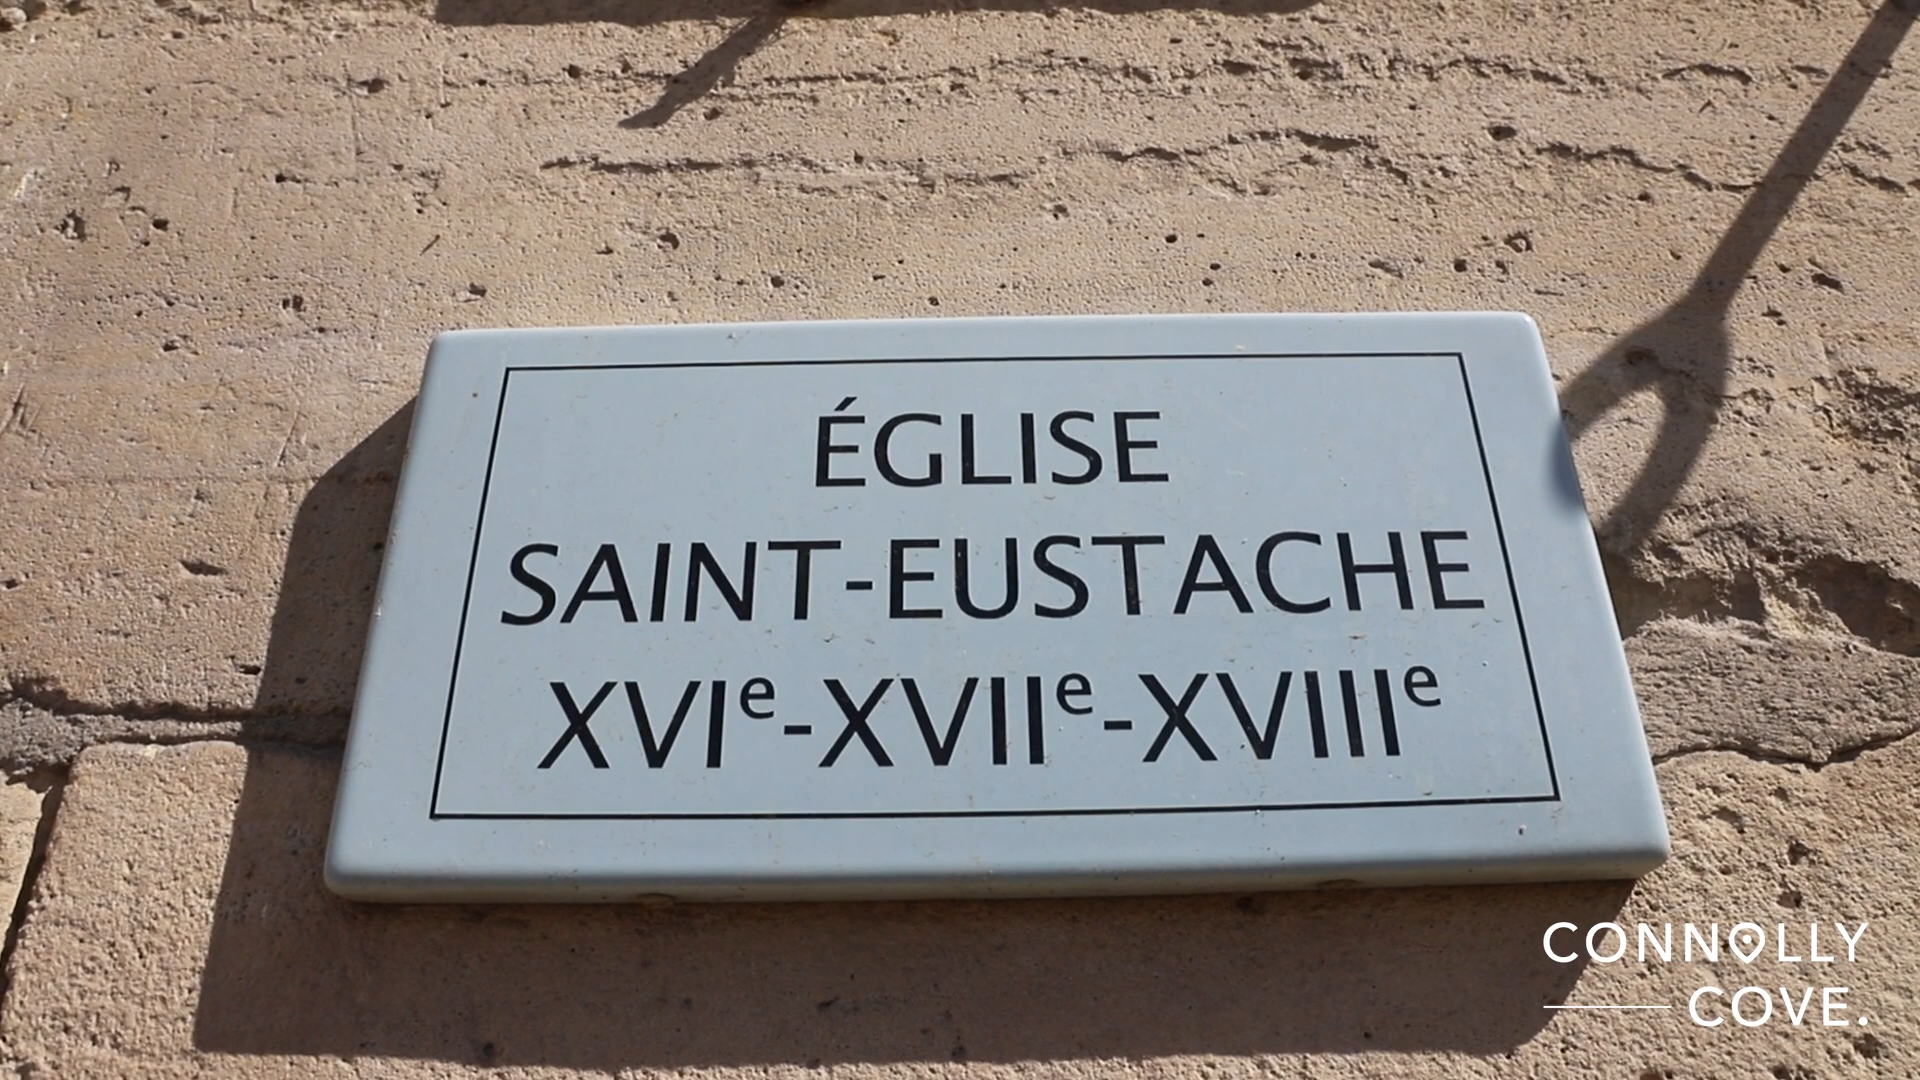 ÉGLISE
SAINT-EUSTACHE
XVIe-XVIIe-XVIIIe
CONNOLLY
COVE.